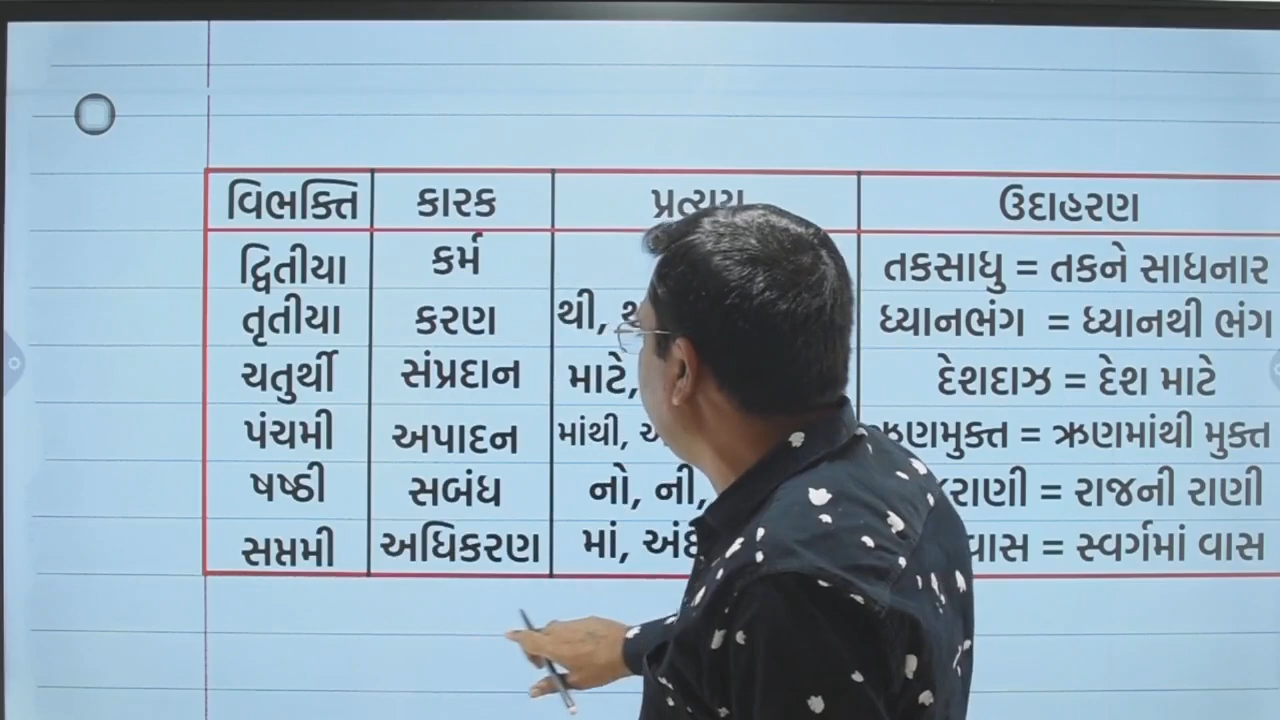 વિભક્તિ કારક પ્રત્યય ઉદાહરણ
દ્વિતીયા કર્મ તકસાધુ = તકને સાધનાર
તૃતીયા કરણ થી, ધ્યાનભંગ = ધ્યાનથી ભંગ
ચતુર્થી સંપ્રદાન માટે, દેશદાઝ = દેશ માટે
પંચમી અપાદન માંથી, ઋણમુક્ત = ઋણમાંથી મુક્ત
ષષ્ઠી સબંધ નો, ની, = રાજની રાણી
સપ્તમી અધિકરણ માં, = સ્વર્ગમાં વાસ